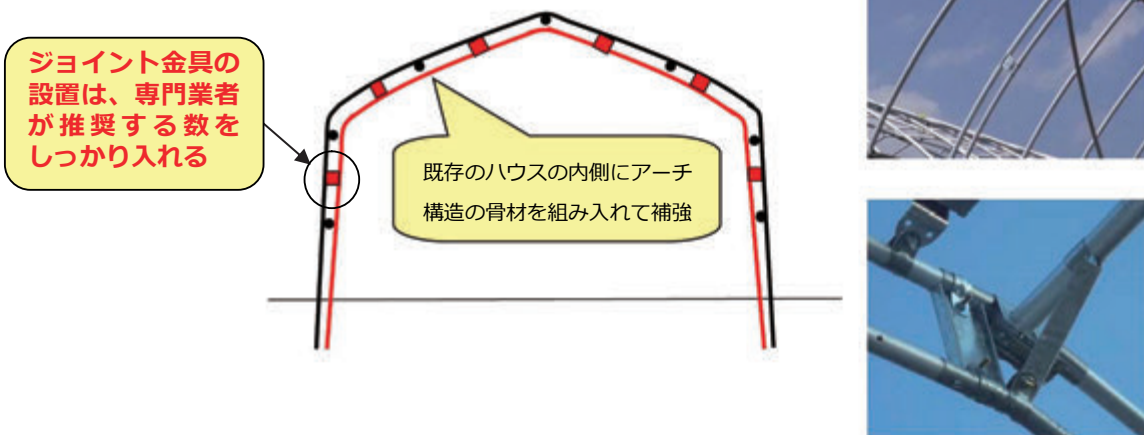 ジョイント金具の
設置は、専門業者
が推奨する数を
しっかり入れる
既存のハウスの内側にアーチ
構造の骨材を組み入れて補強